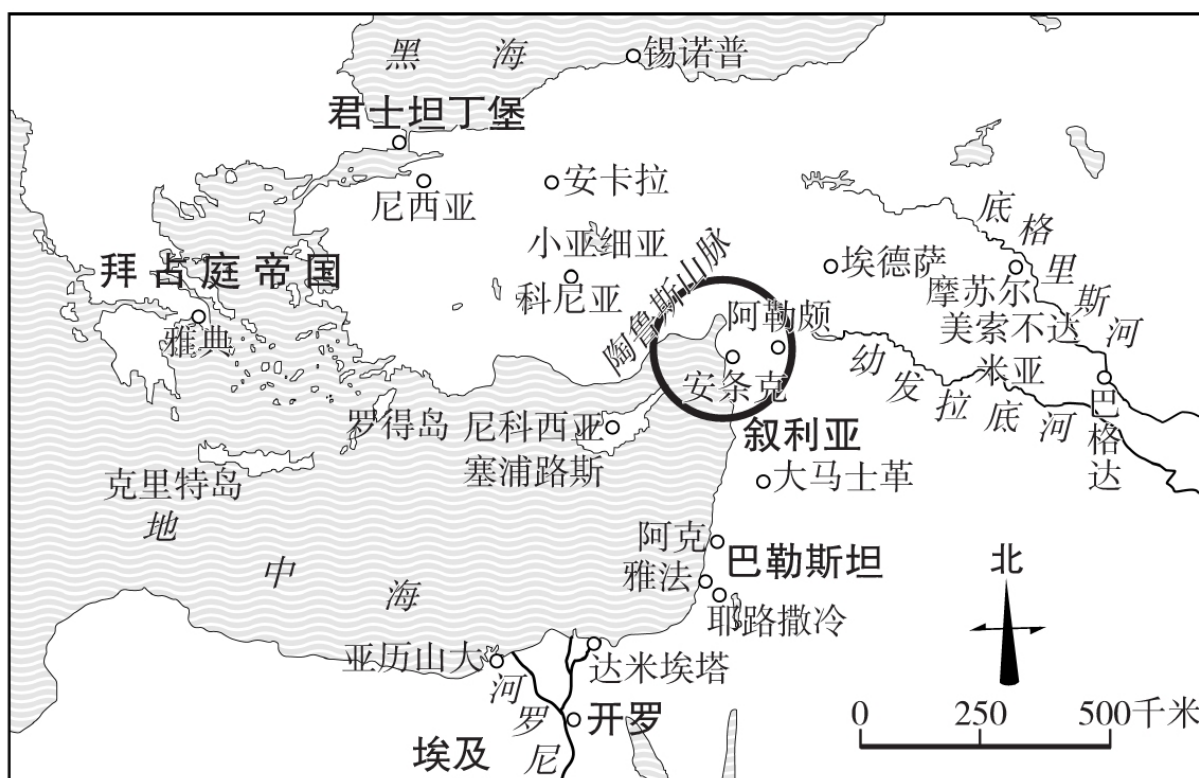 黑海
锡诺普
君士坦丁堡
尼西亚
安卡拉
小亚细亚
科尼亚
拜占庭帝国
雅典
陶鲁斯山脉
埃德萨
底格里斯河
摩苏尔
美索不达
米亚
阿勒颇
安条克
幼发拉底河
巴格达
罗得岛
尼科西亚
塞浦路斯
叙利亚
大马士革
克里特岛
地中海
阿克
雅法
巴勒斯坦
耶路撒冷
北
亚历山大
达米埃塔
河罗尼
开罗
埃及
0 250 500千米